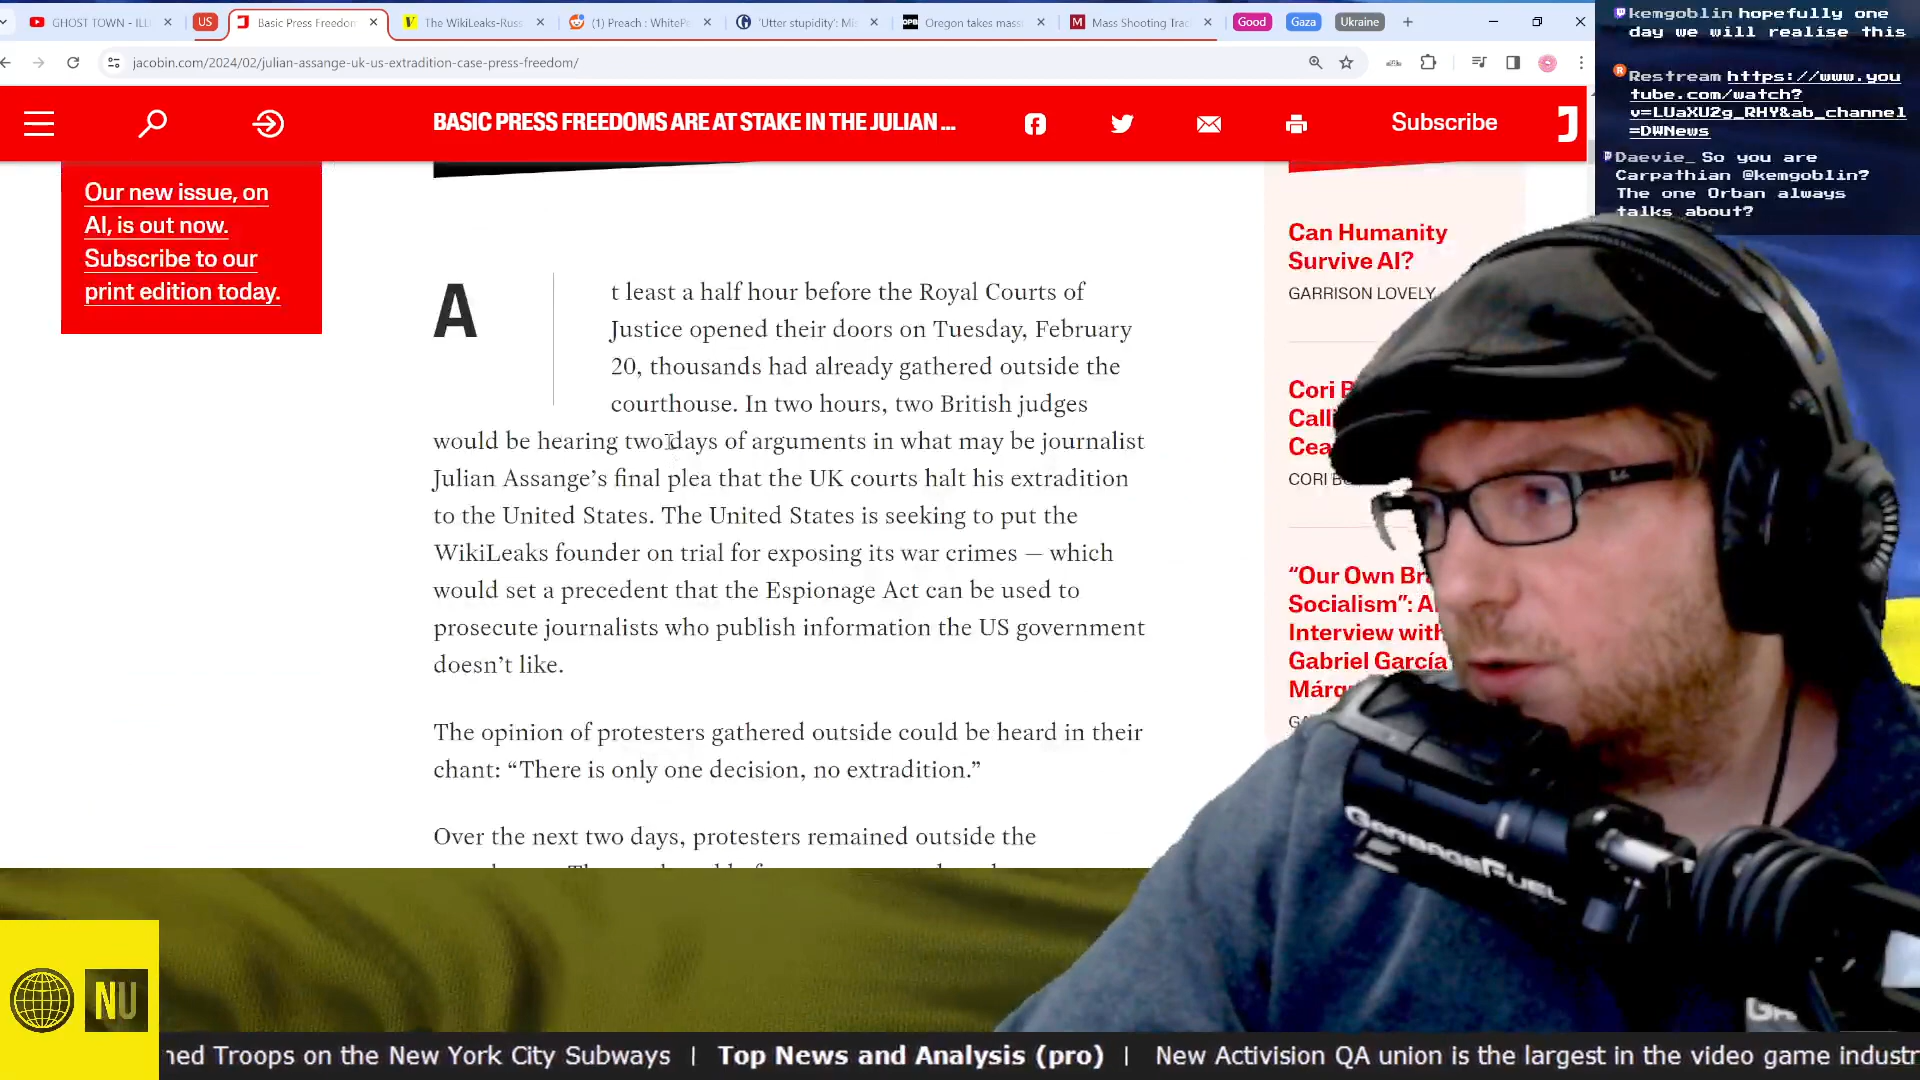 GHOST TOWN - ILL
US
Basic Press Freedom
The WikiLeaks-Russ
(1) Preach : WhitePe
'Utter stupidity': Mi
Oregon takes mass
Mass Shooting Trac
Good
Gaza
Ukraine
jacobin.com/2024/02/julian-assange-uk-us-extradition-case-press-freedom/
BASIC PRESS FREEDOMS ARE AT STAKE IN THE JULIAN ...
Subscribe
Our new issue, on
AI, is out now.
Subscribe to our
print edition today.
At least a half hour before the Royal Courts of
Justice opened their doors on Tuesday, February
20, thousands had already gathered outside the
courthouse. In two hours, two British judges
would be hearing two days of arguments in what may be journalist
Julian Assange's final plea that the UK courts halt his extradition
to the United States. The United States is seeking to put the
WikiLeaks founder on trial for exposing its war crimes — which
would set a precedent that the Espionage Act can be used to
prosecute journalists who publish information the US government
doesn't like.
The opinion of protesters gathered outside could be heard in their
chant: “There is only one decision, no extradition.”
Over the next two days, protesters remained outside the
Can Humanity
Survive AI?
GARRISON LOVELY
Cori B
Calli
Cea
CORI BU
“Our Own Br
Socialism”: A
Interview with
Gabriel García
Márq
kemgoblin hopefully one
day we will realise this
Restream https://www.you
tube.com/watch?
v=LUaXU2g_RHY&ab_channel
=DWNews
Daevie_ So you are
Carpathian @kemgoblin?
The one Orban always
talks about?
GAMMAGEFUEL
NU
ned Troops on the New York City Subways | Top News and Analysis (pro) | New Activision QA union is the largest in the video game industr